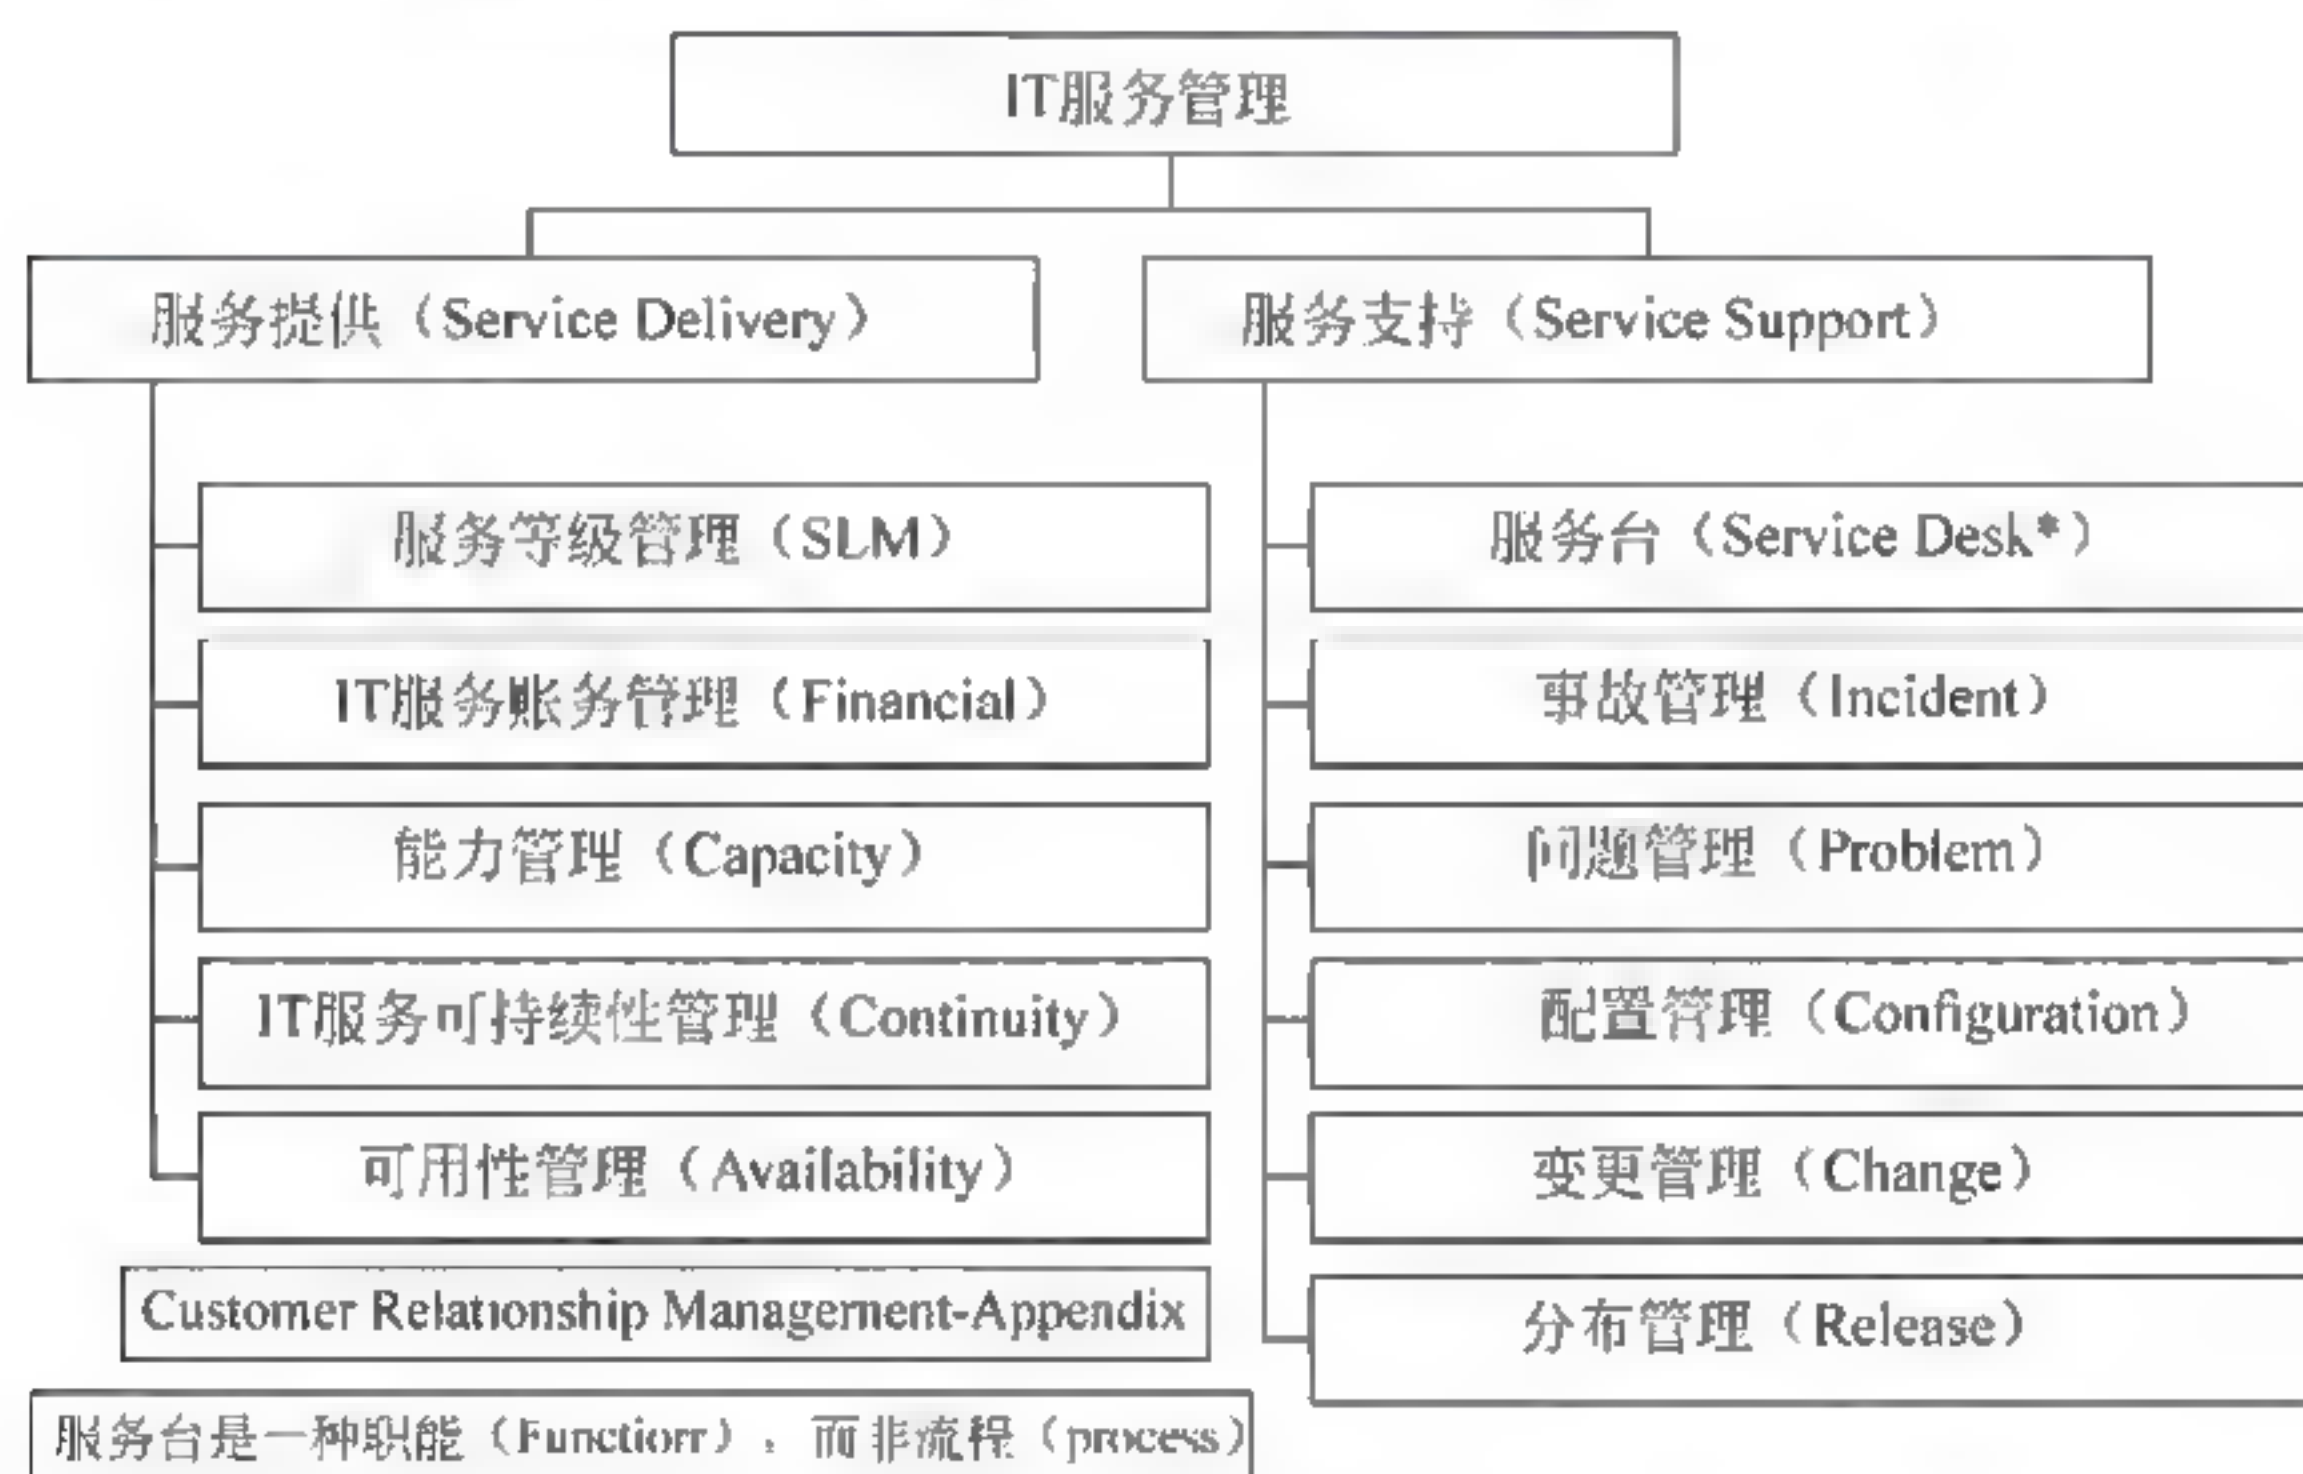 IT服务管理
服务提供（Service Delivery）
服务支持（Service Support）
服务等级管理（SLM）
IT服务账务管理（Financial）
能力管理（Capacity）
IT服务可持续性管理（Continuity）
可用性管理（Availability）
Customer Relationship Management-Appendix
服务台（Service Desk*）
事故管理（Incident）
问题管理（Problem）
配置管理（Configuration）
变更管理（Change）
分布管理（Release）
服务台是一种职能（Function），而非流程（process）